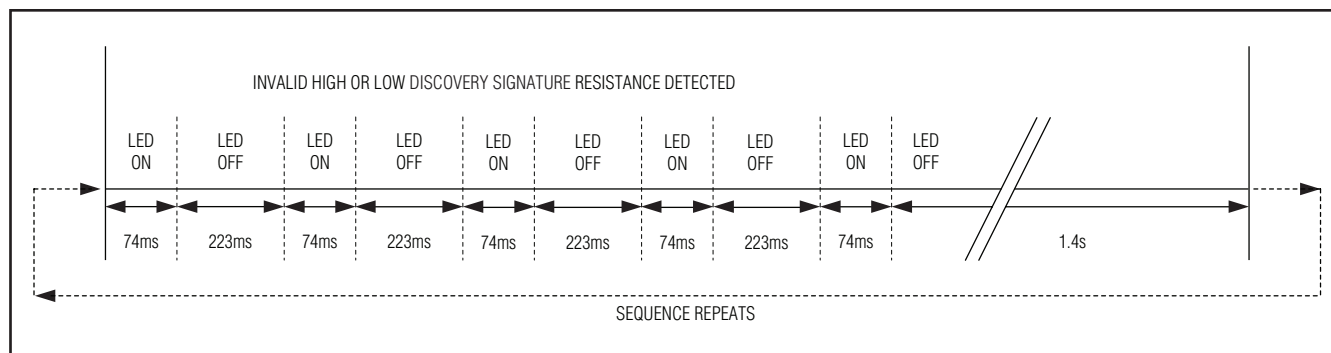 INVALID HIGH OR LOW DISCOVERY SIGNATURE RESISTANCE DETECTED
LED LED LED LED LED LED LED LED LED LED
ON OFF ON OFF ON OFF ON OFF ON OFF
74ms 223ms 74ms 223ms 74ms 223ms 74ms 223ms 74ms 1.4s
SEQUENCE REPEATS